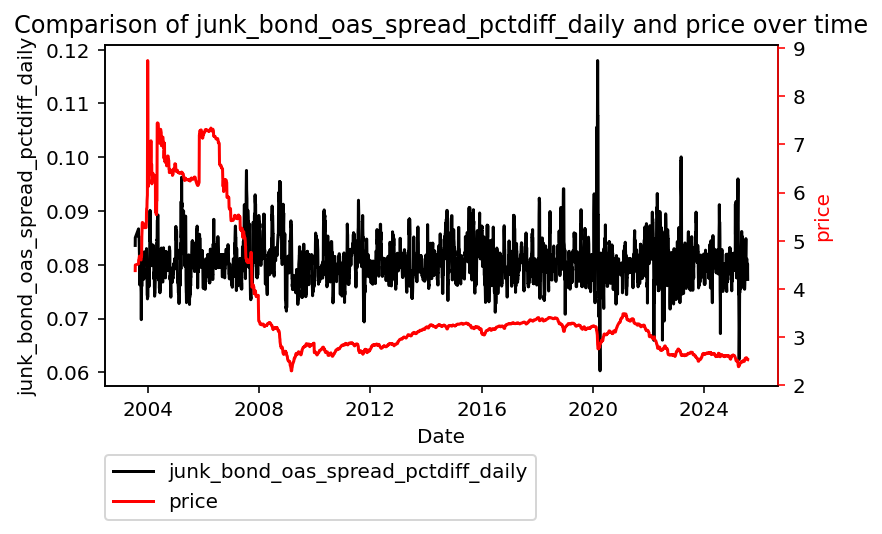 Comparison of junk_bond_oas_spread_pctdiff_daily and price over time
junk_bond_oas_spread_pctdiff_daily
0.12
0.11
0.10
0.09
0.08
0.07
0.06
9
8
7
6
5
4
3
2
price
2004 2008 2012 2016 2020 2024
Date
junk_bond_oas_spread_pctdiff_daily
price